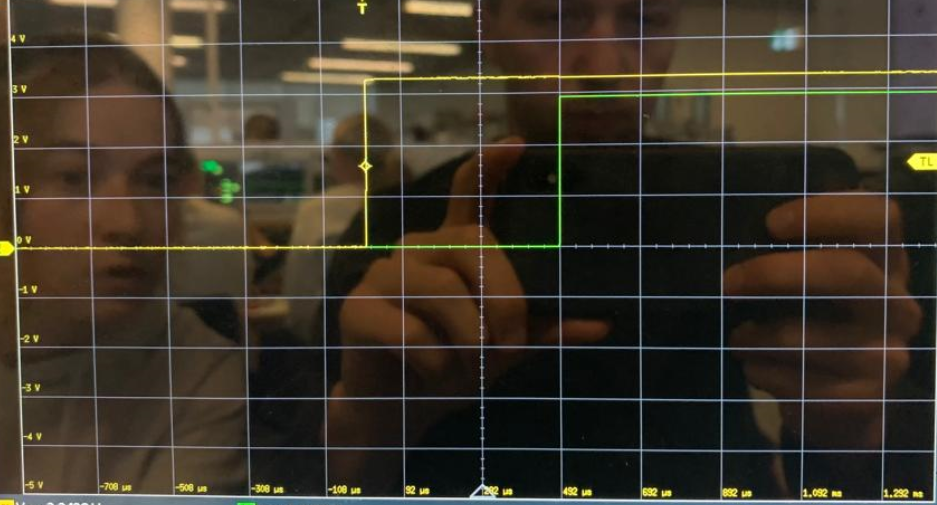 T
4 V
3 V
2 V
1 V
TL
0 V
-1 V
-2 V
-3 V
-4 V
-5 V
-708 µs
-508 µs
-308 µs
-108 µs
92 µs
292 µs
492 µs
692 µs
892 µs
1.092 ms
1.292 ms